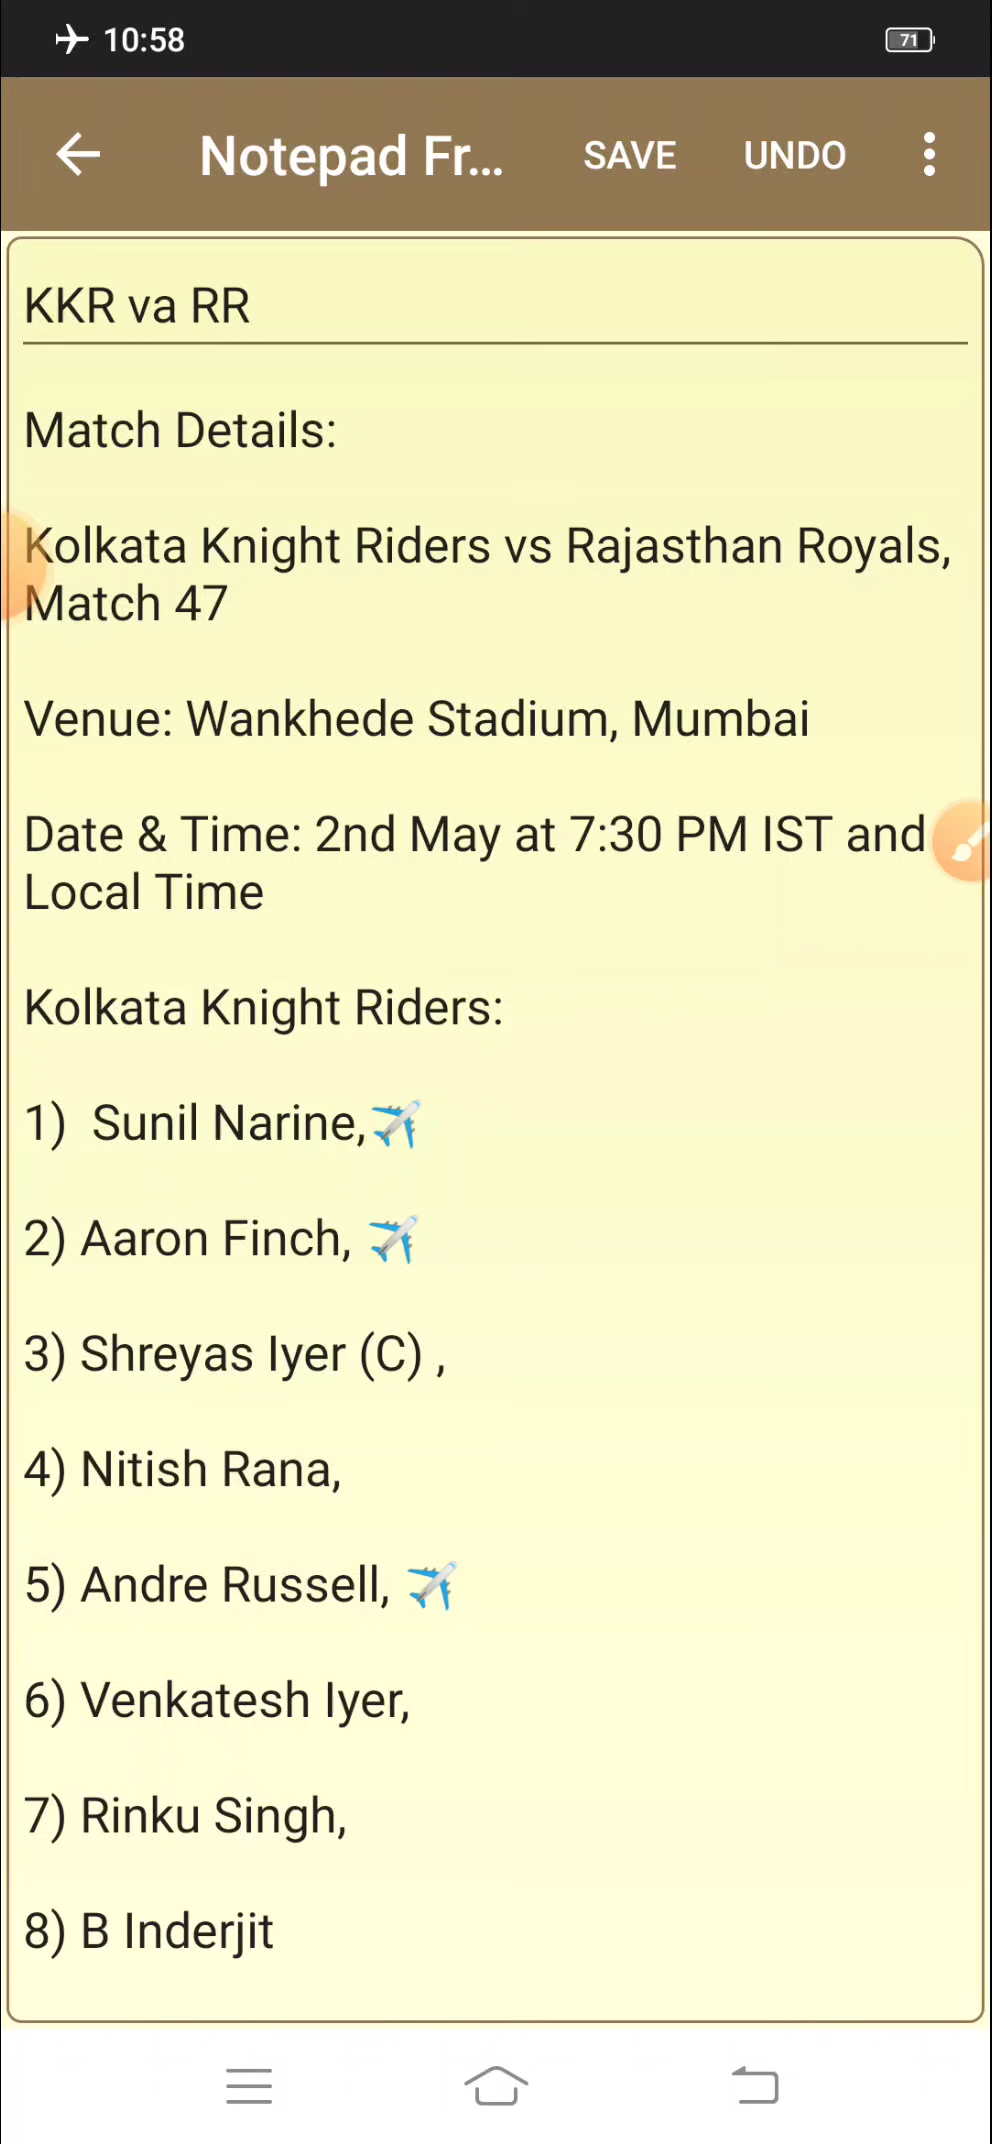 10:58
71
Notepad Fr...
SAVE
UNDO
KKR va RR
Match Details:
Kolkata Knight Riders vs Rajasthan Royals,
Match 47
Venue: Wankhede Stadium, Mumbai
Date & Time: 2nd May at 7:30 PM IST and
Local Time
Kolkata Knight Riders:
1)  Sunil Narine,✈️
2) Aaron Finch, ✈️
3) Shreyas Iyer (C) ,
4) Nitish Rana,
5) Andre Russell, ✈️
6) Venkatesh Iyer,
7) Rinku Singh,
8) B Inderjit